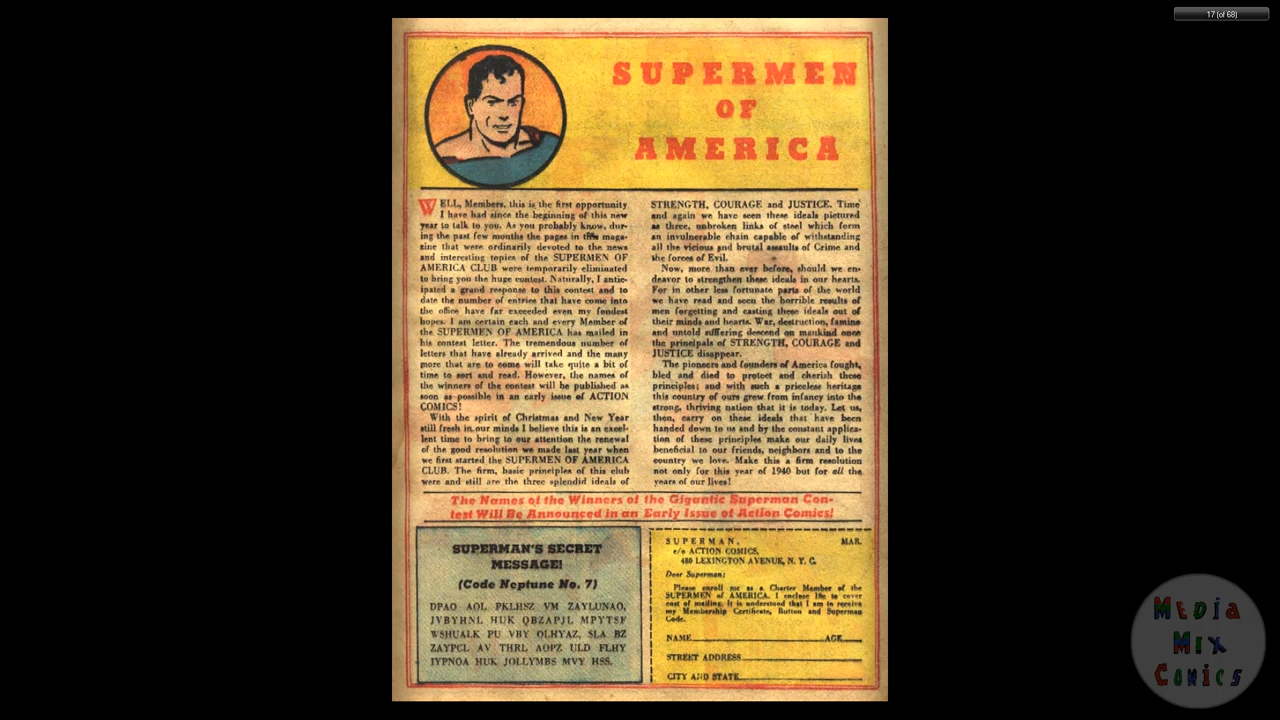 17 (of 68)
SUPERMEN
OF
AMERICA
WELL, Members, this is the first opportunity
I have had since the beginning of this new
year to talk to you. As you probably know, dur-
ing the past few months the pages in this maga-
zine that were ordinarily devoted to the news
and interesting topics of the SUPERMEN OF
AMERICA CLUB were temporarily eliminated
to bring you the huge contest. Naturally, I antic-
ipated a grand response to this contest and to
date the number of entries that have come into
the office have far exceeded even my fondest
hopes. I am certain each and every Member of
the SUPERMEN OF AMERICA has mailed in
his contest letter. The tremendous number of
letters that have already arrived and the many
more that are to come will take quite a bit of
time to sort and read. However, the names of
the winners of the contest will be published as
soon as possible in an early issue of ACTION
COMICS!
With the spirit of Christmas and New Year
still fresh in our minds I believe this is an excel-
lent time to bring to our attention the renewal
of the good resolution we made last year when
we first started the SUPERMEN OF AMERICA
CLUB. The firm, basic principles of this club
were and still are the three splendid ideals of
STRENGTH, COURAGE and JUSTICE. Time
and again we have seen these ideals pictured
as three, unbroken links of steel which form
an invulnerable chain capable of withstanding
all the vicious and brutal assaults of Crime and
the forces of Evil.
Now, more than ever before, should we en-
deavor to strengthen these ideals in our hearts.
For in other less fortunate parts of the world
we have read and seen the horrible results of
men forgetting and casting these ideals out of
their minds and hearts. War, destruction, famine
and untold suffering descend on mankind once
the principals of STRENGTH, COURAGE and
JUSTICE disappear.
The pioneers and founders of America fought,
bled and died to protect and cherish these
principles; and with such a priceless heritage
this country of ours grew from infancy into the
strong, thriving nation that it is today. Let us,
then, carry on these ideals that have been
handed down to us and by the constant applica-
tion of these principles make our daily lives
beneficial to our friends, neighbors and to the
country we love. Make this a firm resolution
not only for this year of 1940 but for all the
years of our lives!
The Names of the Winners of the Gigantic Superman Con-
test Will Be Announced in an Early Issue of Action Comics!
SUPERMAN'S SECRET
MESSAGE!
(Code Neptune No. 7)
DPAO AOL PKLHSZ VM ZAYLUNAO,
JVBYHNL HUK QBZAPJL MPYTSF
WSHUALK PU VBY OLHYAZ, SLA BZ
ZAYPCL AV THRL AOPZ ULD FLHY
IYPNOA HUK JOLLYMBS MVY HSS.
SUPERMAN, MAR.
c/o ACTION COMICS,
480 LEXINGTON AVENUE, N. Y. C.
Dear Superman:
Please enroll me as a Charter Member of the
SUPERMEN of AMERICA. I enclose 10c to cover
cost of mailing. It is understood that I am to receive
my Membership Certificate, Button and Superman
Code.
NAME AGE
STREET ADDRESS
CITY AND STATE
MEDIA
MIX
COMICS